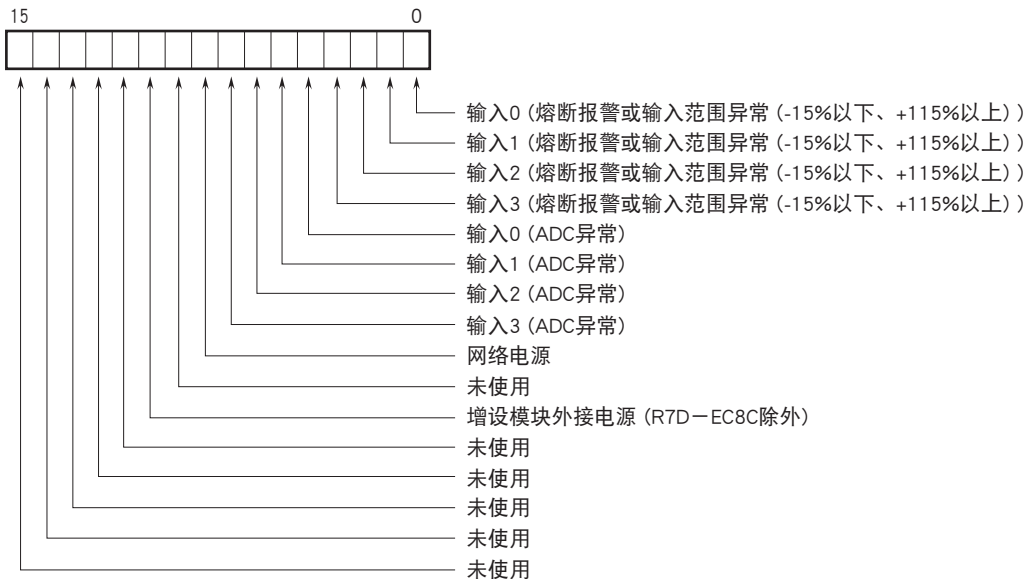 15 0
输入0 (熔断报警或输入范围异常 (-15%以下、+115%以上) )
输入1 (熔断报警或输入范围异常 (-15%以下、+115%以上) )
输入2 (熔断报警或输入范围异常 (-15%以下、+115%以上) )
输入3 (熔断报警或输入范围异常 (-15%以下、+115%以上) )
输入0 (ADC异常)
输入1 (ADC异常)
输入2 (ADC异常)
输入3 (ADC异常)
网络电源
未使用
增设模块外接电源 (R7D－EC8C除外)
未使用
未使用
未使用
未使用
未使用